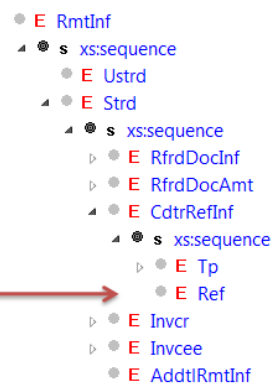 E RmtInf
s xs:sequence
E Ustrd
E Strd
s xs:sequence
E RfrdDocInf
E RfrdDocAmt
E CdtrRefInf
s xs:sequence
E Tp
E Ref
E Invcr
E Invcee
E AddtlRmtInf